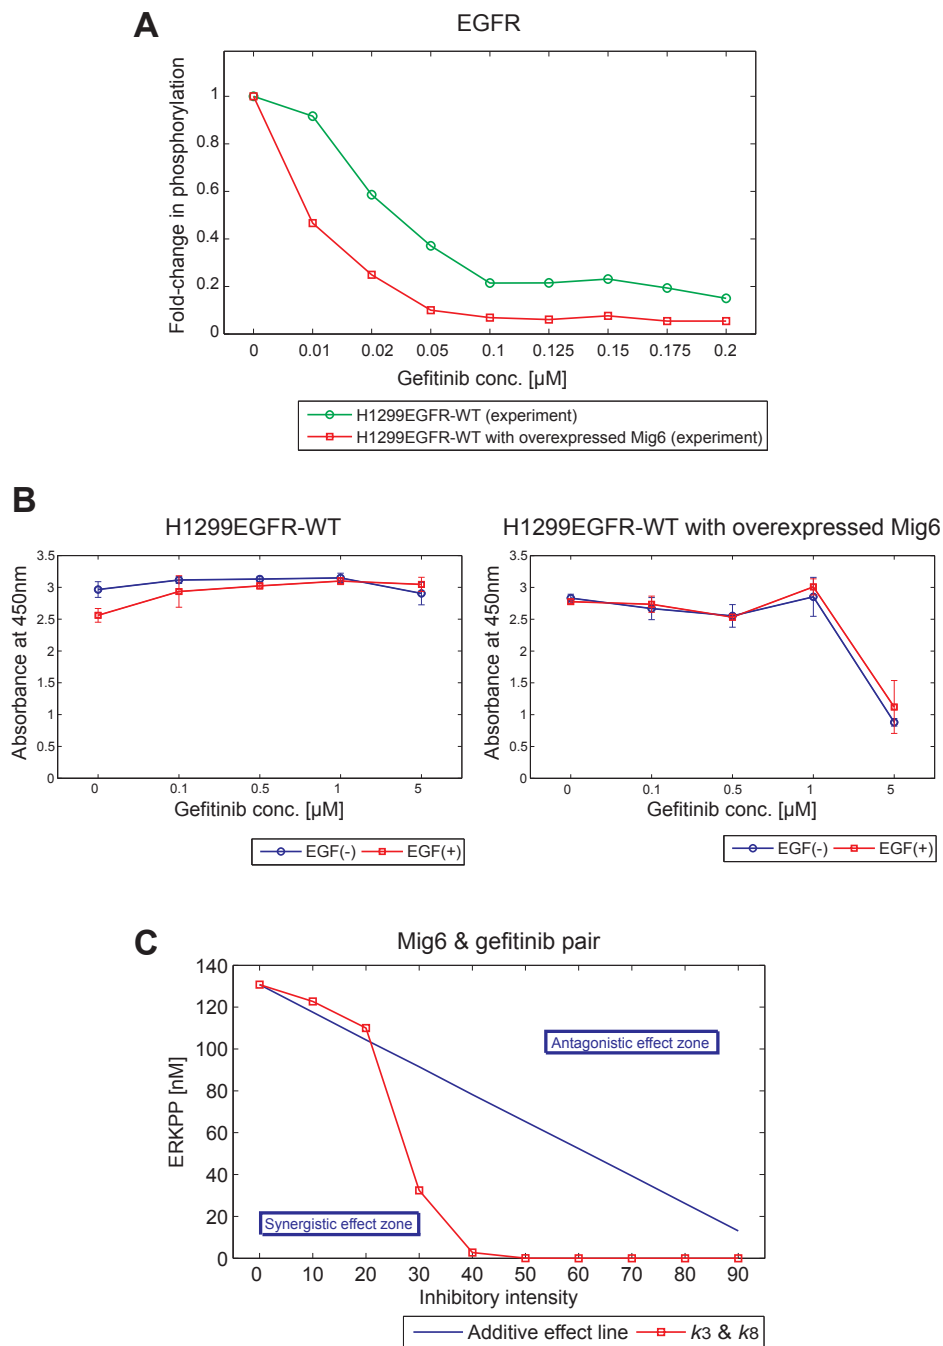 A
EGFR
Fold-change in phosphorylation
1
0.8
0.6
0.4
0.2
0
0 0.01 0.02 0.05 0.1 0.125 0.15 0.175 0.2
Gefitinib conc. [µM]
H1299EGFR-WT (experiment)
H1299EGFR-WT with overexpressed Mig6 (experiment)
B
H1299EGFR-WT
Absorbance at 450nm
3.5
3
2.5
2
1.5
1
0.5
0
0 0.1 0.5 1 5
Gefitinib conc. [µM]
EGF(-) EGF(+)
H1299EGFR-WT with overexpressed Mig6
Absorbance at 450nm
3.5
3
2.5
2
1.5
1
0.5
0
0 0.1 0.5 1 5
Gefitinib conc. [µM]
EGF(-) EGF(+)
C
Mig6 & gefitinib pair
ERKPP [nM]
140
120
100
80
60
40
20
0
Antagonistic effect zone
Synergistic effect zone
0 10 20 30 40 50 60 70 80 90
Inhibitory intensity
Additive effect line k3 & k8